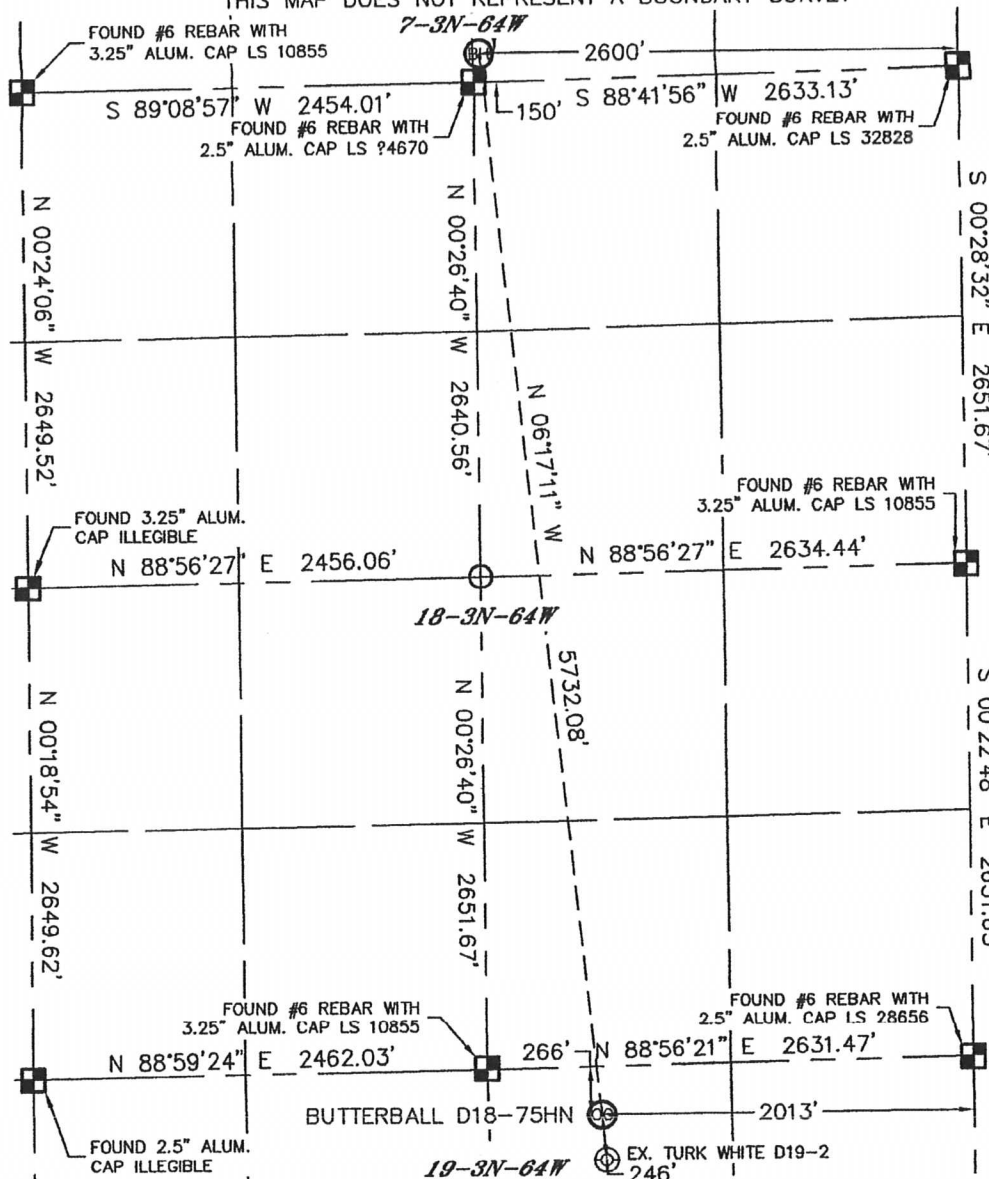 THIS MAP DOES NOT REPRESENT A BOUNDARY SURVEY
7-3N-64W
FOUND #6 REBAR WITH
3.25" ALUM. CAP LS 10855
BH
2600'
S 89°08'57" W 2454.01'
150'
S 88°41'56" W 2633.13'
FOUND #6 REBAR WITH
2.5" ALUM. CAP LS ?4670
FOUND #6 REBAR WITH
2.5" ALUM. CAP LS 32828
N 00°24'06" W 2649.52'
N 00°26'40" W 2640.56'
N 06°17'11" W 5732.08'
S 00°28'32" E 2651.67'
FOUND #6 REBAR WITH
3.25" ALUM. CAP LS 10855
FOUND 3.25" ALUM.
CAP ILLEGIBLE
N 88°56'27" E 2456.06'
N 88°56'27" E 2634.44'
18-3N-64W
N 00°18'54" W 2649.62'
N 00°26'40" W 2651.67'
S 00°22'48" E
FOUND #6 REBAR WITH
3.25" ALUM. CAP LS 10855
FOUND #6 REBAR WITH
2.5" ALUM. CAP LS 28656
N 88°59'24" E 2462.03'
266'
N 88°56'21" E 2631.47'
BUTTERBALL D18-75HN
2013'
FOUND 2.5" ALUM.
CAP ILLEGIBLE
EX. TURK WHITE D19-2
246'
19-3N-64W